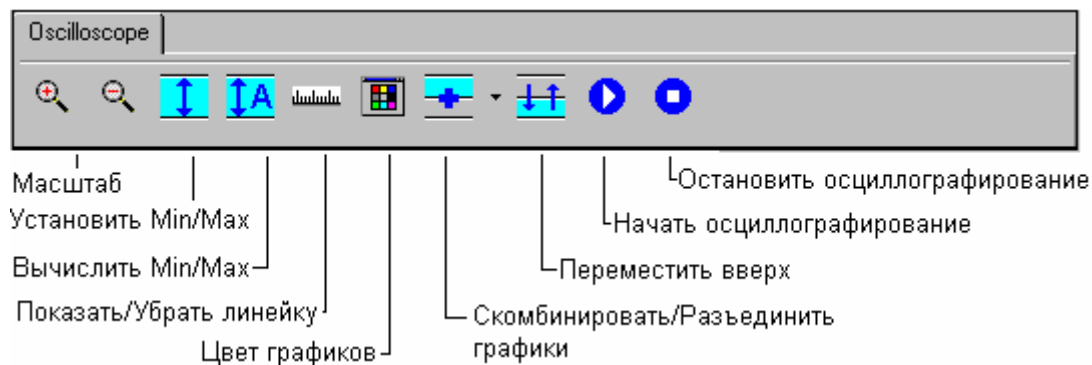 Oscilloscope
A
Масштаб
Остановить осциллографирование
Установить Min/Max
Начать осциллографирование
Вычислить Min/Max
Переместить вверх
Показать/Убрать линейку
Скомбинировать/Разъединить
графики
Цвет графиков